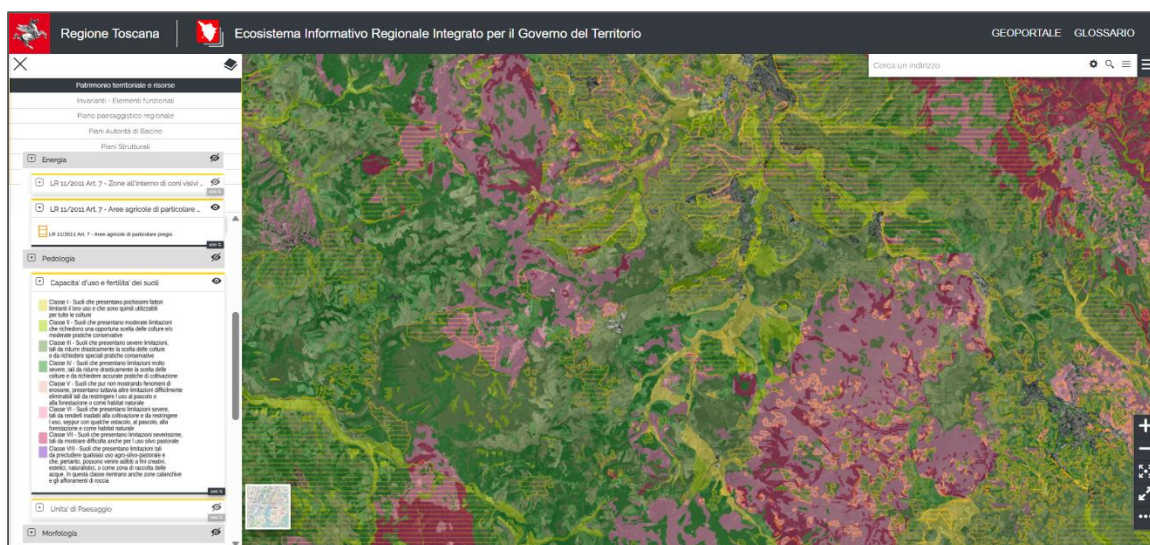 Regione Toscana
Ecosistema Informativo Regionale Integrato per il Governo del Territorio
GEOPORTALE GLOSSARIO
Cerca un indirizzo
Patrimonio territoriale e risorse
Invarianti - Elementi funzionali
Piano paesaggistico regionale
Piani Autorità di Bacino
Piani Strutturali
Energia
LR 11/2011 Art. 7 - Zone all'interno di coni visivi ..
LR 11/2011 Art. 7 - Aree agricole di particolare ..
LR 11/2011 Art. 7 - Aree agricole di particolare pregio
Pedologia
Capacita' d'uso e fertilita' dei suoli
Classe I - Suoli che presentano pochissimi fattori
limitanti il loro uso e che sono quindi utilizzabili
per tutte le colture
Classe II - Suoli che presentano moderate limitazioni
che richiedono una opportuna scelta delle colture e/o
moderate pratiche conservative
Classe III - Suoli che presentano severe limitazioni,
tali da ridurre drasticamente la scelta delle colture
e da richiedere speciali pratiche conservative
Classe IV - Suoli che presentano limitazioni molto
severe, tali da ridurre drasticamente la scelta delle
colture e da richiedere accurate pratiche di coltivazione
Classe V - Suoli che pur non mostrando fenomeni di
erosione, presentano tuttavia altre limitazioni difficilmente
eliminabili tali da restringere l uso al pascolo o
alla forestazione o come habitat naturale
Classe VI - Suoli che presentano limitazioni severe,
tali da renderli inadatti alla coltivazione e da restringere
l uso, seppur con qualche ostacolo, al pascolo, alla
forestazione e come habitat naturale
Classe VII - Suoli che presentano limitazioni severissime,
tali da mostrare difficolta anche per l uso silvo pastorale
Classe VIII - Suoli che presentano limitazioni tali
da precludere qualsiasi uso agro-silvo-pastorale e
che, pertanto, possono venire adibiti a fini creativi,
estetici, naturalistici, o come zona di raccolta delle
acque. In questa classe rientrano anche zone calanchive
e gli affioramenti di roccia
Unita' di Paesaggio
Morfologia